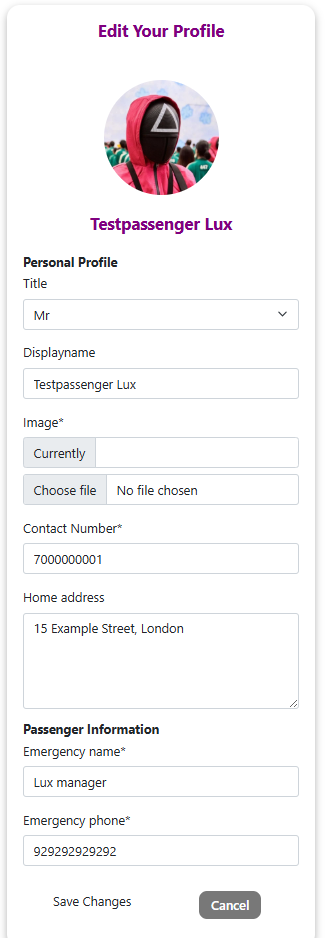 Edit Your Profile
Testpassenger Lux
Personal Profile
Title
Mr
Displayname
Testpassenger Lux
Image*
Currently
Choose file No file chosen
Contact Number*
7000000001
Home address
15 Example Street, London
Passenger Information
Emergency name*
Lux manager
Emergency phone*
929292929292
Save Changes Cancel